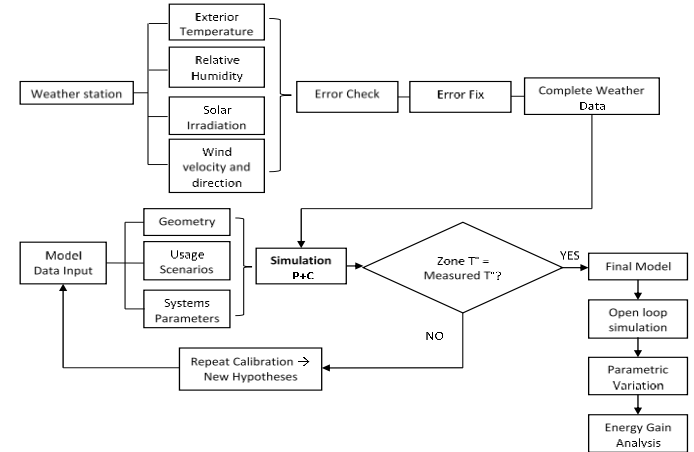 Exterior
Temperature
Relative
Humidity
Weather station
Solar
Irradiation
Wind
velocity and
direction
Error Check
Error Fix
Complete Weather
Data
Model
Data Input
Geometry
Usage
Scenarios
Systems
Parameters
Simulation
P+C
Zone T" =
Measured T"?
YES
NO
Repeat Calibration →
New Hypotheses
Final Model
Open loop
simulation
Parametric
Variation
Energy Gain
Analysis